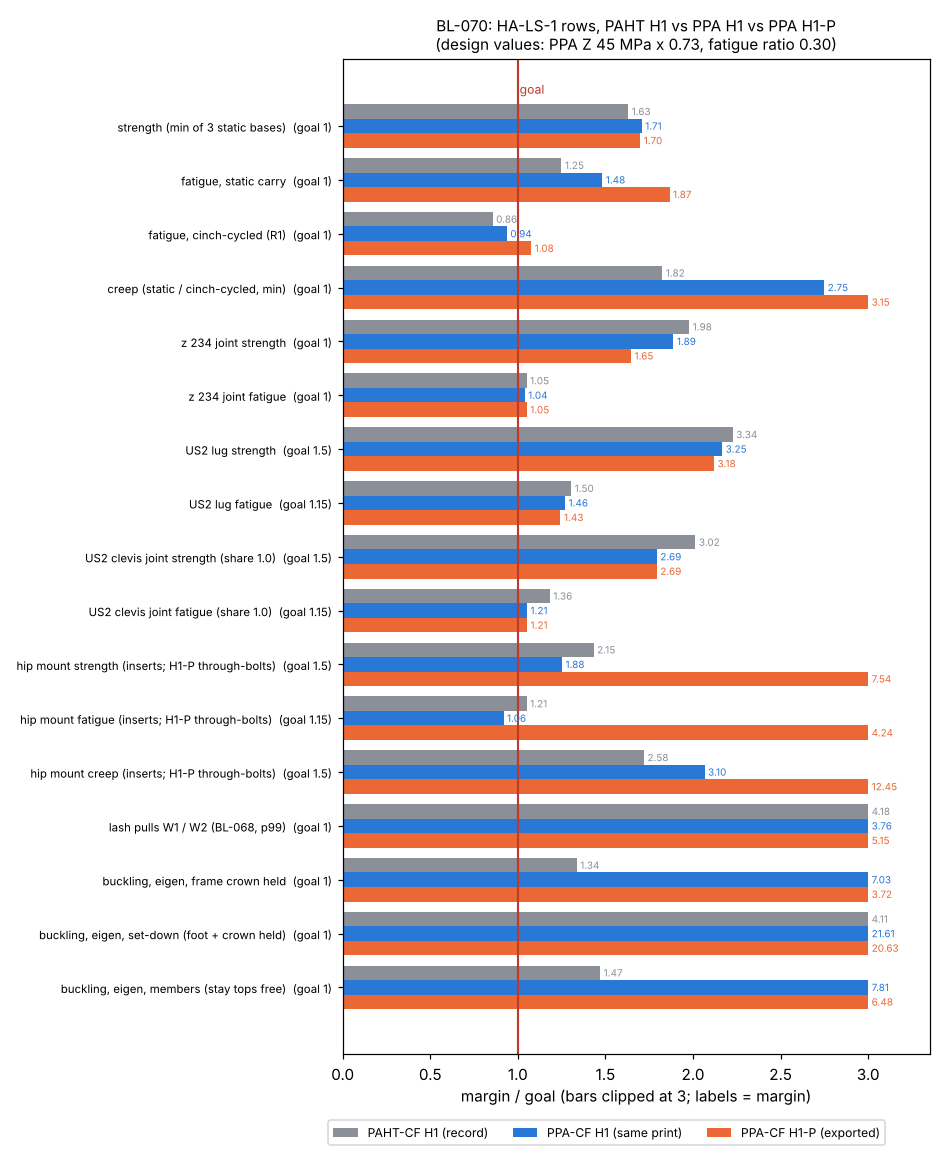 BL-070: HA-LS-1 rows, PAHT H1 vs PPA H1 vs PPA H1-P
(design values: PPA Z 45 MPa x 0.73, fatigue ratio 0.30)
goal
strength (min of 3 static bases) (goal 1)
1.63
1.71
1.70
fatigue, static carry (goal 1)
1.25
1.48
1.87
fatigue, cinch-cycled (R1) (goal 1)
0.86
0.94
1.08
creep (static / cinch-cycled, min) (goal 1)
1.82
2.75
3.15
z 234 joint strength (goal 1)
1.98
1.89
1.65
z 234 joint fatigue (goal 1)
1.05
1.04
1.05
US2 lug strength (goal 1.5)
3.34
3.25
3.18
US2 lug fatigue (goal 1.15)
1.50
1.46
1.43
US2 clevis joint strength (share 1.0) (goal 1.5)
3.02
2.69
2.69
US2 clevis joint fatigue (share 1.0) (goal 1.15)
1.36
1.21
1.21
hip mount strength (inserts; H1-P through-bolts) (goal 1.5)
2.15
1.88
7.54
hip mount fatigue (inserts; H1-P through-bolts) (goal 1.15)
1.21
1.06
4.24
hip mount creep (inserts; H1-P through-bolts) (goal 1.5)
2.58
3.10
12.45
lash pulls W1 / W2 (BL-068, p99) (goal 1)
4.18
3.76
5.15
buckling, eigen, frame crown held (goal 1)
1.34
7.03
3.72
buckling, eigen, set-down (foot + crown held) (goal 1)
4.11
21.61
20.63
buckling, eigen, members (stay tops free) (goal 1)
1.47
7.81
6.48
0.0 0.5 1.0 1.5 2.0 2.5 3.0
margin / goal (bars clipped at 3; labels = margin)
PAHT-CF H1 (record) PPA-CF H1 (same print) PPA-CF H1-P (exported)